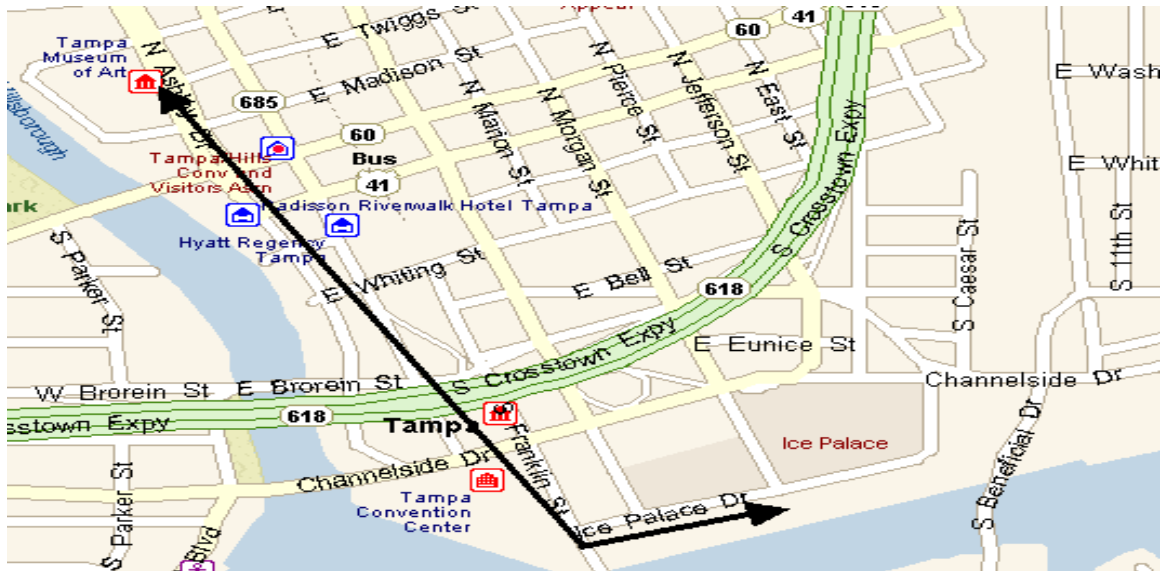 Appeal
41
60
E Twiggs St
Tampa
Museum
of Art
N Ashley Dr
E Madison St
685
N Pierce St
N Jefferson St
N East St
E Wash
Hillsborough
60
N Marion St
N Morgan St
Bus
41
Tampa/Hills
Conv and
Visitors Assn
E Whit
S Crosstown Expy
Radisson Riverwalk Hotel Tampa
Hyatt Regency
Tampa
S Parker St
E Whiting St
E Bell St
618
S Caesar St
S 11th St
S Crosstown Expy
E Eunice St
Channelside Dr
W Brorein St
E Brorein St
618
sstown Expy
Tampa
S Franklin St
Ice Palace
Channelside Dr
S Parker St
Blvd
Tampa
Convention
Center
Ice Palace Dr
S Beneficial Dr